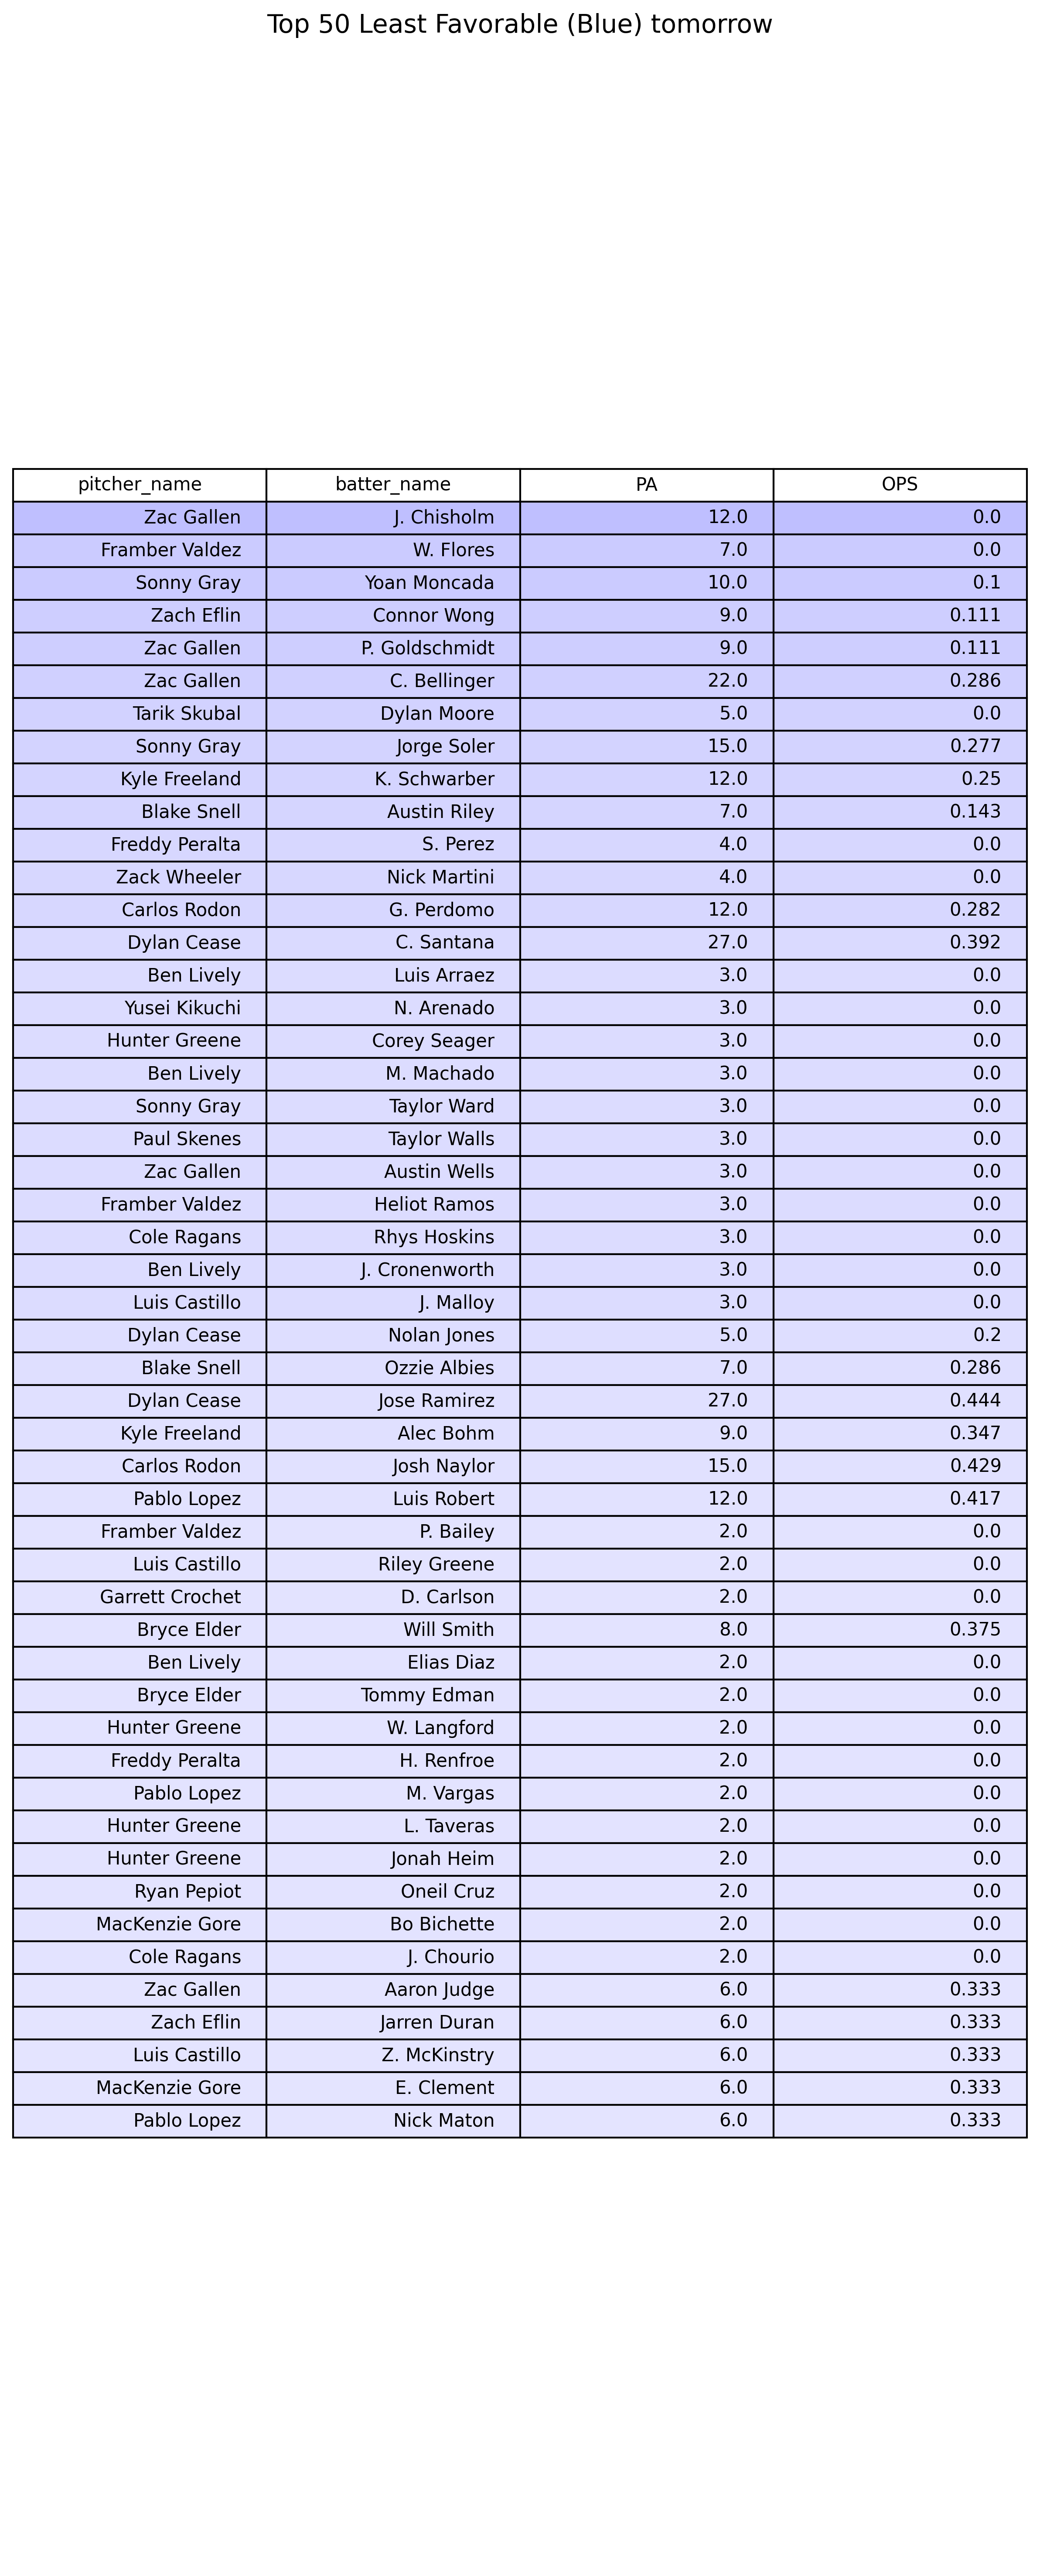 Top 50 Least Favorable (Blue) tomorrow
pitcher_name batter_name PA OPS
Zac Gallen J. Chisholm 12.0 0.0
Framber Valdez W. Flores 7.0 0.0
Sonny Gray Yoan Moncada 10.0 0.1
Zach Eflin Connor Wong 9.0 0.111
Zac Gallen P. Goldschmidt 9.0 0.111
Zac Gallen C. Bellinger 22.0 0.286
Tarik Skubal Dylan Moore 5.0 0.0
Sonny Gray Jorge Soler 15.0 0.277
Kyle Freeland K. Schwarber 12.0 0.25
Blake Snell Austin Riley 7.0 0.143
Freddy Peralta S. Perez 4.0 0.0
Zack Wheeler Nick Martini 4.0 0.0
Carlos Rodon G. Perdomo 12.0 0.282
Dylan Cease C. Santana 27.0 0.392
Ben Lively Luis Arraez 3.0 0.0
Yusei Kikuchi N. Arenado 3.0 0.0
Hunter Greene Corey Seager 3.0 0.0
Ben Lively M. Machado 3.0 0.0
Sonny Gray Taylor Ward 3.0 0.0
Paul Skenes Taylor Walls 3.0 0.0
Zac Gallen Austin Wells 3.0 0.0
Framber Valdez Heliot Ramos 3.0 0.0
Cole Ragans Rhys Hoskins 3.0 0.0
Ben Lively J. Cronenworth 3.0 0.0
Luis Castillo J. Malloy 3.0 0.0
Dylan Cease Nolan Jones 5.0 0.2
Blake Snell Ozzie Albies 7.0 0.286
Dylan Cease Jose Ramirez 27.0 0.444
Kyle Freeland Alec Bohm 9.0 0.347
Carlos Rodon Josh Naylor 15.0 0.429
Pablo Lopez Luis Robert 12.0 0.417
Framber Valdez P. Bailey 2.0 0.0
Luis Castillo Riley Greene 2.0 0.0
Garrett Crochet D. Carlson 2.0 0.0
Bryce Elder Will Smith 8.0 0.375
Ben Lively Elias Diaz 2.0 0.0
Bryce Elder Tommy Edman 2.0 0.0
Hunter Greene W. Langford 2.0 0.0
Freddy Peralta H. Renfroe 2.0 0.0
Pablo Lopez M. Vargas 2.0 0.0
Hunter Greene L. Taveras 2.0 0.0
Hunter Greene Jonah Heim 2.0 0.0
Ryan Pepiot Oneil Cruz 2.0 0.0
MacKenzie Gore Bo Bichette 2.0 0.0
Cole Ragans J. Chourio 2.0 0.0
Zac Gallen Aaron Judge 6.0 0.333
Zach Eflin Jarren Duran 6.0 0.333
Luis Castillo Z. McKinstry 6.0 0.333
MacKenzie Gore E. Clement 6.0 0.333
Pablo Lopez Nick Maton 6.0 0.333